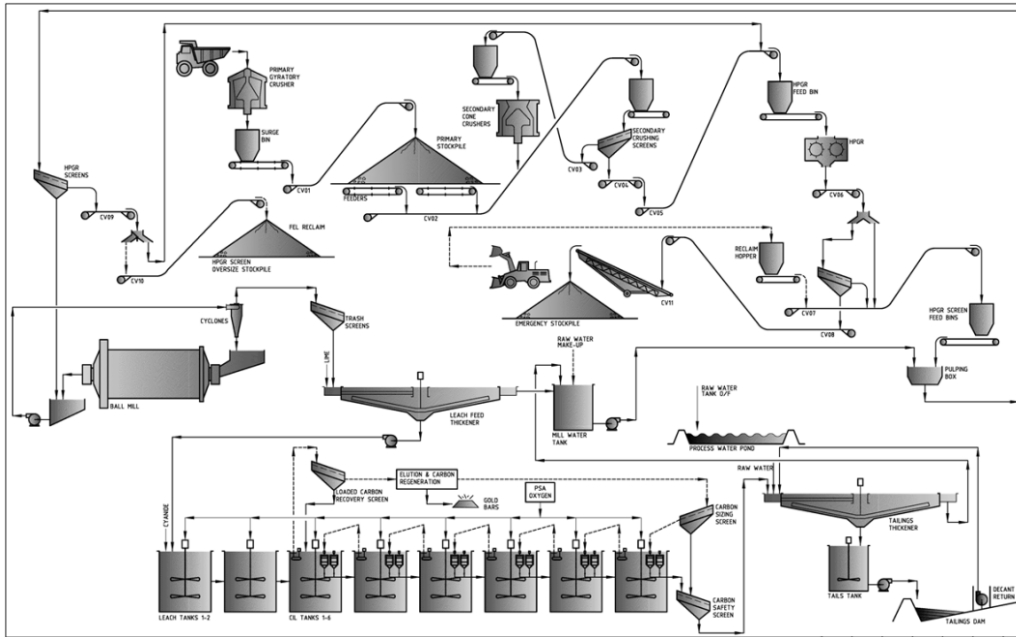 PRIMARY
GYRATORY
CRUSHER
SURGE
BIN
CV01
PRIMARY
STOCKPILE
FEEDERS
CV02
SECONDARY
CONE
CRUSHERS
CV03
SECONDARY
CRUSHING
SCREENS
CV04
CV05
HPGR
FEED BIN
HPGR
CV06
HPGR
SCREENS
CV09
CV10
FEL RECLAIM
HPGR SCREEN
OVERSIZE STOCKPILE
EMERGENCY STOCKPILE
CV11
RECLAIM
HOPPER
CV07
CV08
HPGR SCREEN
FEED BINS
PULPING
BOX
CYCLONES
TRASH
SCREENS
BALL MILL
LIME
LEACH FEED
THICKENER
RAW WATER
MAKE-UP
MILL WATER
TANK
RAW WATER
TANK O/F
PROCESS WATER POND
RAW WATER
TAILINGS
THICKENER
TAILS TANK
DECANT
RETURN
TAILINGS DAM
CYANIDE
LOADED CARBON
RECOVERY SCREEN
ELUTION & CARBON
REGENERATION
GOLD
BARS
PSA
OXYGEN
CARBON
SIZING
SCREEN
CARBON
SAFETY
SCREEN
LEACH TANKS 1-2
CIL TANKS 1-6